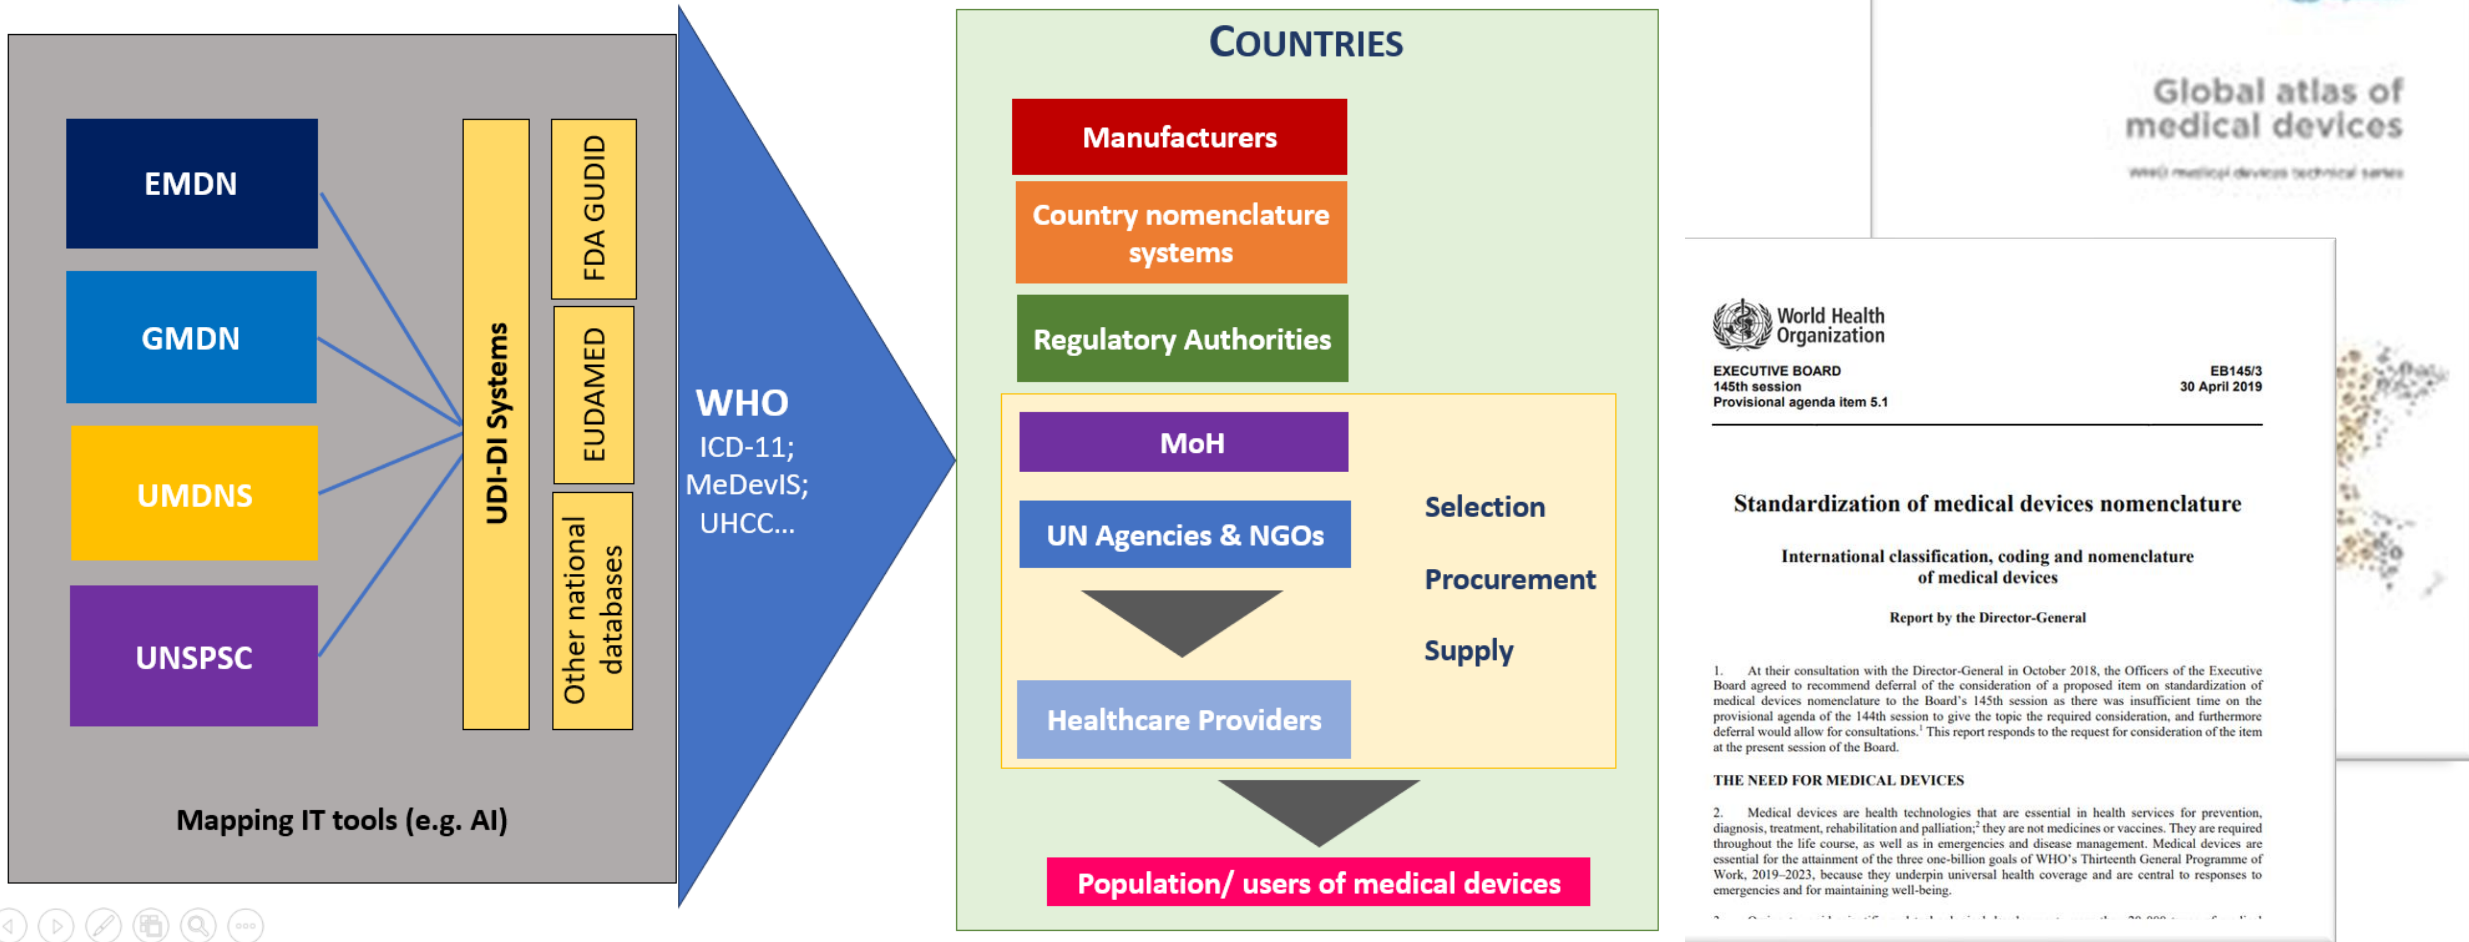 EMDN
GMDN
UMDNS
UNSPSC
UDI-DI Systems
FDA GUDID
EUDAMED
Other national
databases
Mapping IT tools (e.g. AI)
WHO
ICD-11;
MeDevIS;
UHCC...
COUNTRIES
Manufacturers
Country nomenclature
systems
Regulatory Authorities
MoH
UN Agencies & NGOs
Healthcare Providers
Selection
Procurement
Supply
Population/ users of medical devices
Global atlas of
medical devices
WHO medical devices technical series
World Health
Organization
EXECUTIVE BOARD
145th session
Provisional agenda item 5.1
EB145/3
30 April 2019
Standardization of medical devices nomenclature
International classification, coding and nomenclature
of medical devices
Report by the Director-General
1. At their consultation with the Director-General in October 2018, the Officers of the Executive
Board agreed to recommend deferral of the consideration of a proposed item on standardization of
medical devices nomenclature to the Board's 145th session as there was insufficient time on the
provisional agenda of the 144th session to give the topic the required consideration, and furthermore
deferral would allow for consultations.¹ This report responds to the request for consideration of the item
at the present session of the Board.
THE NEED FOR MEDICAL DEVICES
2. Medical devices are health technologies that are essential in health services for prevention,
diagnosis, treatment, rehabilitation and palliation;² they are not medicines or vaccines. They are required
throughout the life course, as well as in emergencies and disease management. Medical devices are
essential for the attainment of the three one-billion goals of WHO's Thirteenth General Programme of
Work, 2019–2023, because they underpin universal health coverage and are central to responses to
emergencies and for maintaining well-being.